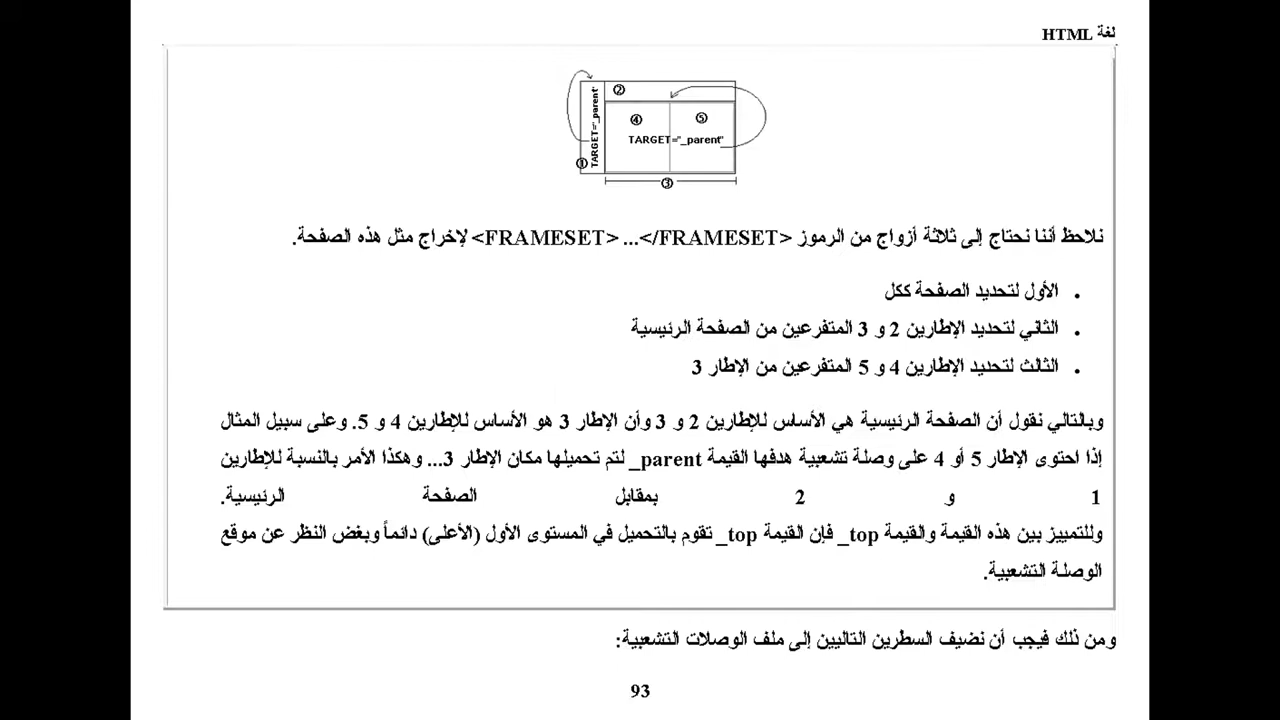 لغة HTML
②
④
⑤
TARGET="_parent"
TARGET="_parent"
①
③
نلاحظ أننا نحتاج إلى ثلاثة أزواج من الرموز <FRAMESET> ...</FRAMESET> لإخراج مثل هذه الصفحة.
• الأول لتحديد الصفحة ككل
• الثاني لتحديد الإطارين 2 و 3 المتفرعين من الصفحة الرئيسية
• الثالث لتحديد الإطارين 4 و 5 المتفرعين من الإطار 3
وبالتالي نقول أن الصفحة الرئيسية هي الأساس للإطارين 2 و 3 وأن الإطار 3 هو الأساس للإطارين 4 و 5. وعلى سبيل المثال
إذا احتوى الإطار 5 أو 4 على وصلة تشعبية هدفها القيمة parent_ لتم تحميلها مكان الإطار 3... وهكذا الأمر بالنسبة للإطارين
1 و 2 بمقابل الصفحة الرئيسية.
وللتمييز بين هذه القيمة والقيمة top_ فإن القيمة top_ تقوم بالتحميل في المستوى الأول (الأعلى) دائماً وبغض النظر عن موقع
الوصلة التشعبية.
ومن ذلك فيجب أن نضيف السطرين التاليين إلى ملف الوصلات التشعبية:
93